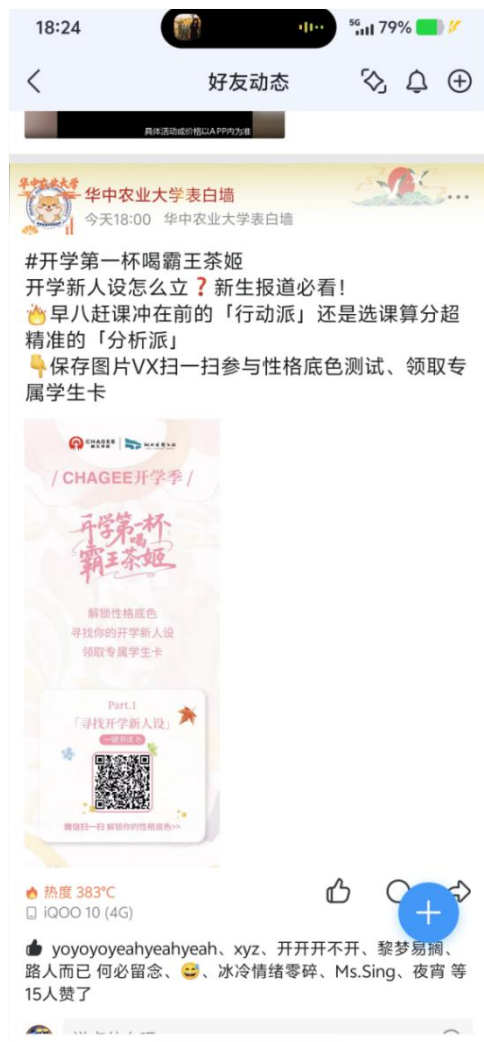 18:24
5G 79%
好友动态
具体活动或价格以APP内为准
华中农业大学
华中农业大学表白墙
今天18:00 华中农业大学表白墙
#开学第一杯喝霸王茶姬
开学新人设怎么立❓新生报道必看！
🔥早八赶课冲在前的「行动派」还是选课算分超
精准的「分析派」
👇保存图片VX扫一扫参与性格底色测试、领取专
属学生卡
CHAGEE
/ CHAGEE开学季 /
开学第一杯
喝
霸王茶姬
解锁性格底色
寻找你的开学新人设
领取专属学生卡
Part.1
「寻找开学新人设」
一键测试
微信扫一扫 解锁你的性格底色>>
热度 383°C
iQOO 10 (4G)
yoyoyoyeahyeahyeah、xyz、开开开不开、黎梦易搁、
路人而已 何必留念、😅、冰冷情绪零碎、Ms.Sing、夜宵 等
15人赞了